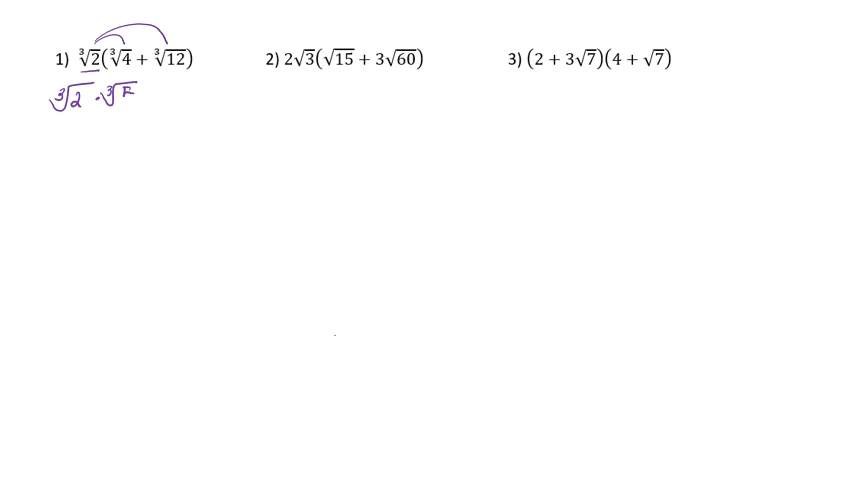 1) ∛2(∛4 + ∛12) 2) 2√3(√15 + 3√60) 3) (2 + 3√7)(4 + √7)
∛2 · ∛